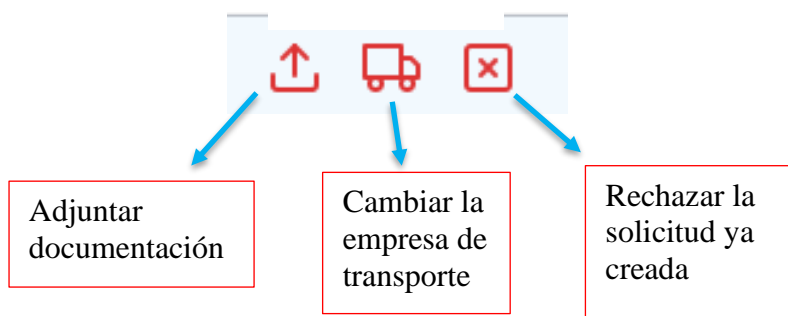 Adjuntar
documentación
Cambiar la
empresa de
transporte
Rechazar la
solicitud ya
creada